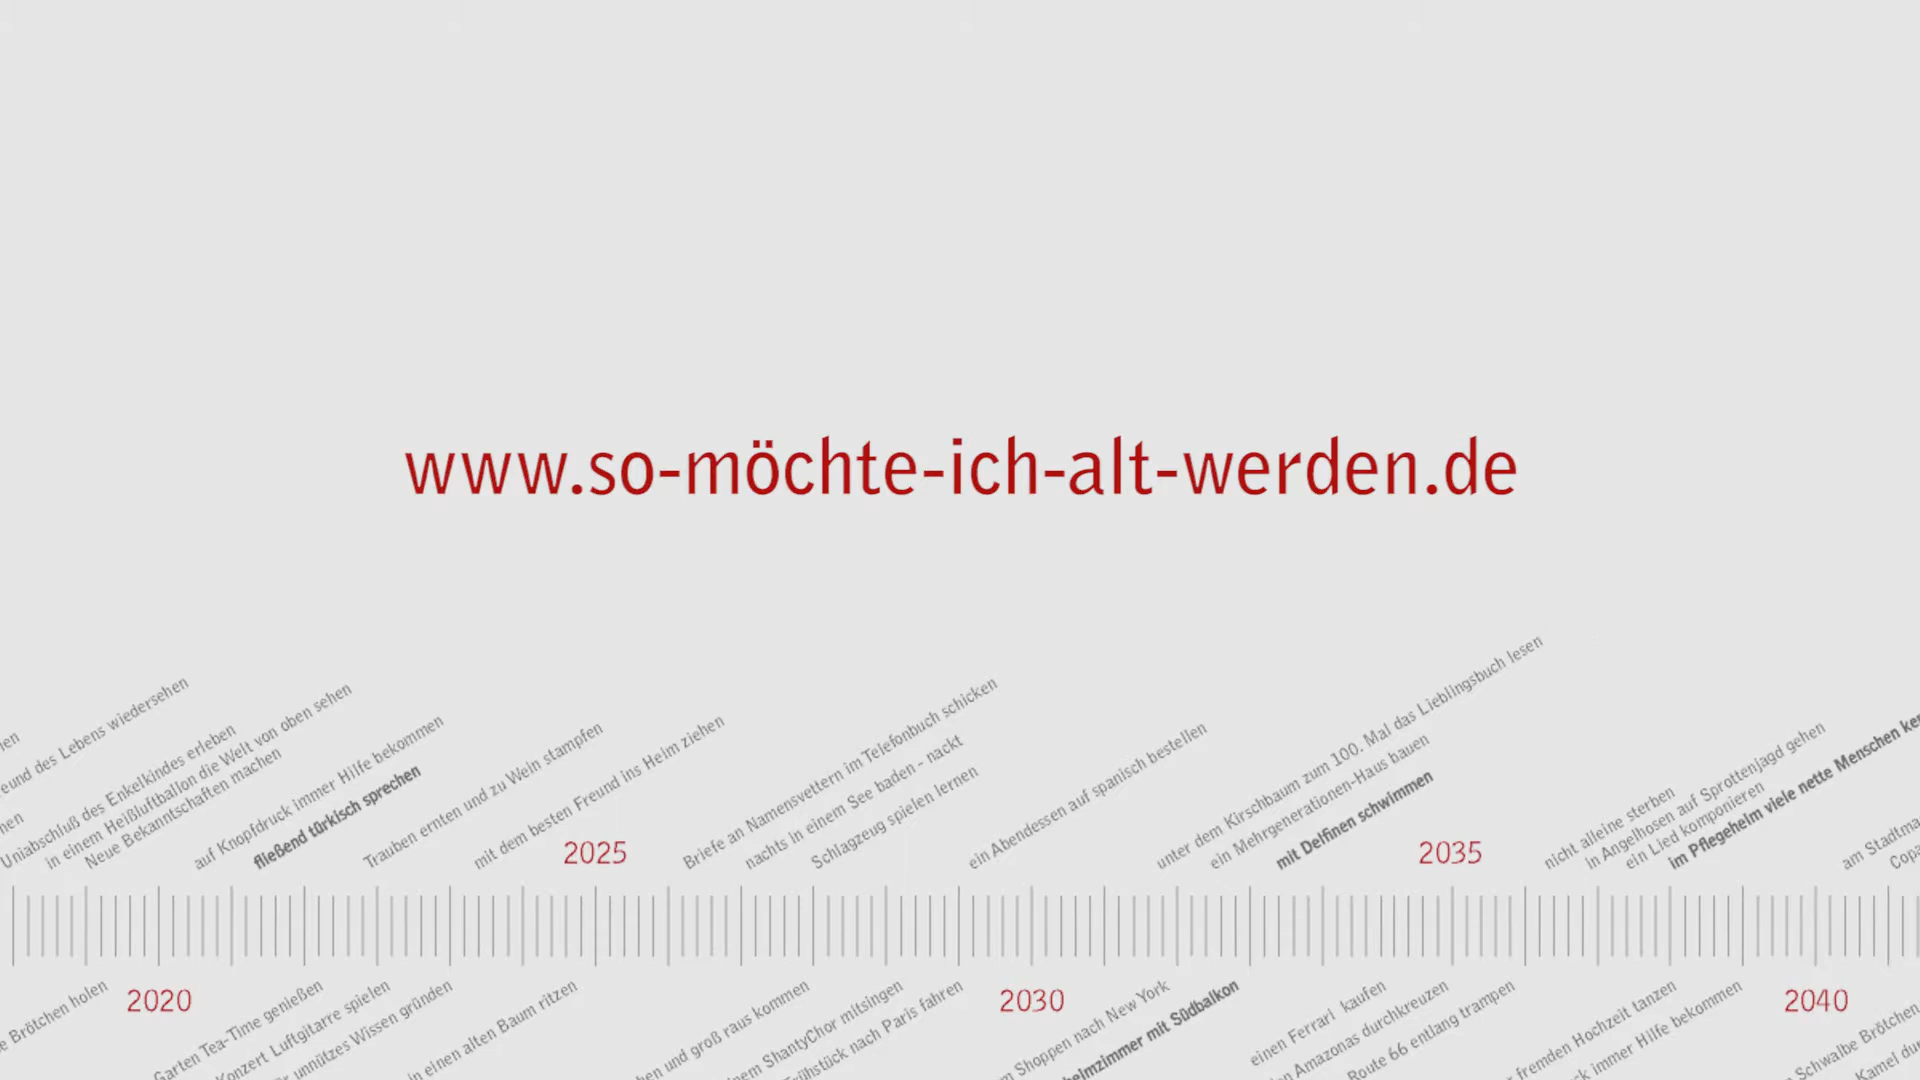 www.so-möchte-ich-alt-werden.de
des Lebens wiedersehen
Uniabschluß des Enkelkindes erleben
in einem Heißluftballon die Welt von oben sehen
Neue Bekanntschaften machen
auf Knopfdruck immer Hilfe bekommen
fließend türkisch sprechen
Trauben ernten und zu Wein stampfen
mit dem besten Freund ins Heim ziehen
2025
Briefe an Namensvettern im Telefonbuch schicken
nachts in einem See baden - nackt
Schlagzeug spielen lernen
ein Abendessen auf spanisch bestellen
unter dem Kirschbaum zum 100. Mal das Lieblingsbuch lesen
ein Mehrgenerationen-Haus bauen
mit Delfinen schwimmen
2035
nicht alleine sterben
in Angelhosen auf Sprottenjagd gehen
ein Lied komponieren
im Pflegeheim viele nette Menschen
am
Brötchen holen
2020
Garten Tea-Time genießen
Luftgitarre spielen
unnützes Wissen gründen
in einen alten Baum ritzen
und groß raus kommen
ShantyChor mitsingen
nach Paris fahren
2030
Shoppen nach New York
mit Südbalkon
einen Ferrari kaufen
Amazonas durchkreuzen
Route 66 entlang trampen
fremden Hochzeit tanzen
immer Hilfe bekommen
2040
Schwalbe Brötchen
Kamel